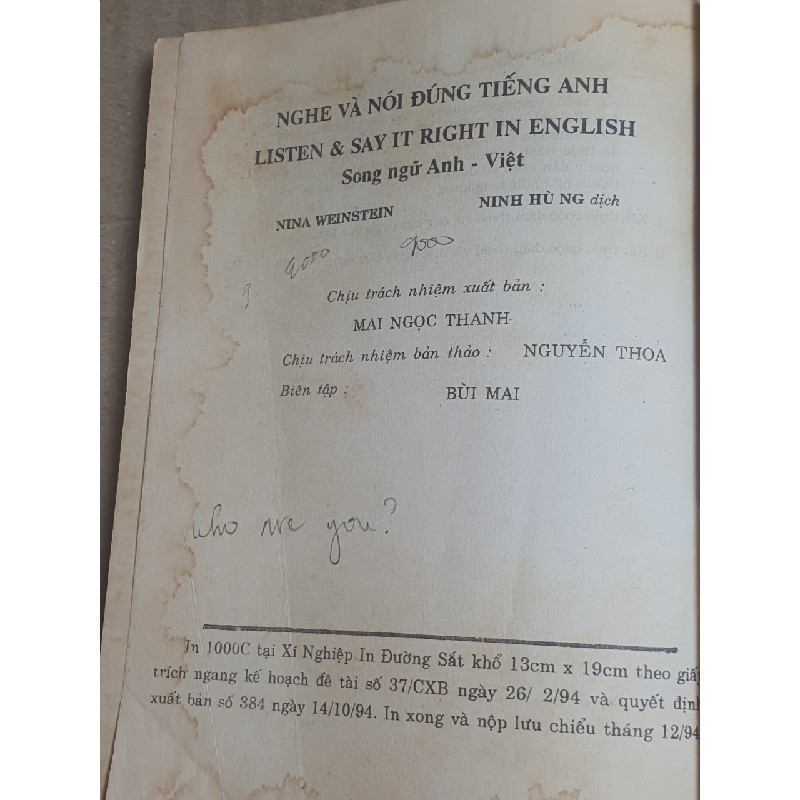 NGHE VÀ NÓI ĐÚNG TIẾNG ANH
LISTEN & SAY IT RIGHT IN ENGLISH
Song ngữ Anh - Việt
NINA WEINSTEIN NINH HÙNG dịch
9000 9000
Chịu trách nhiệm xuất bản :
MAI NGỌC THANH
Chịu trách nhiệm bản thảo : NGUYỄN THOA
Biên tập : BÙI MAI
who are you?
In 1000C tại Xí Nghiệp In Đường Sắt khổ 13cm x 19cm theo giấ
trích ngang kế hoạch đề tài số 37/CXB ngày 26/ 2/94 và quyết địn
xuất bản số 384 ngày 14/10/94. In xong và nộp lưu chiểu tháng 12/94